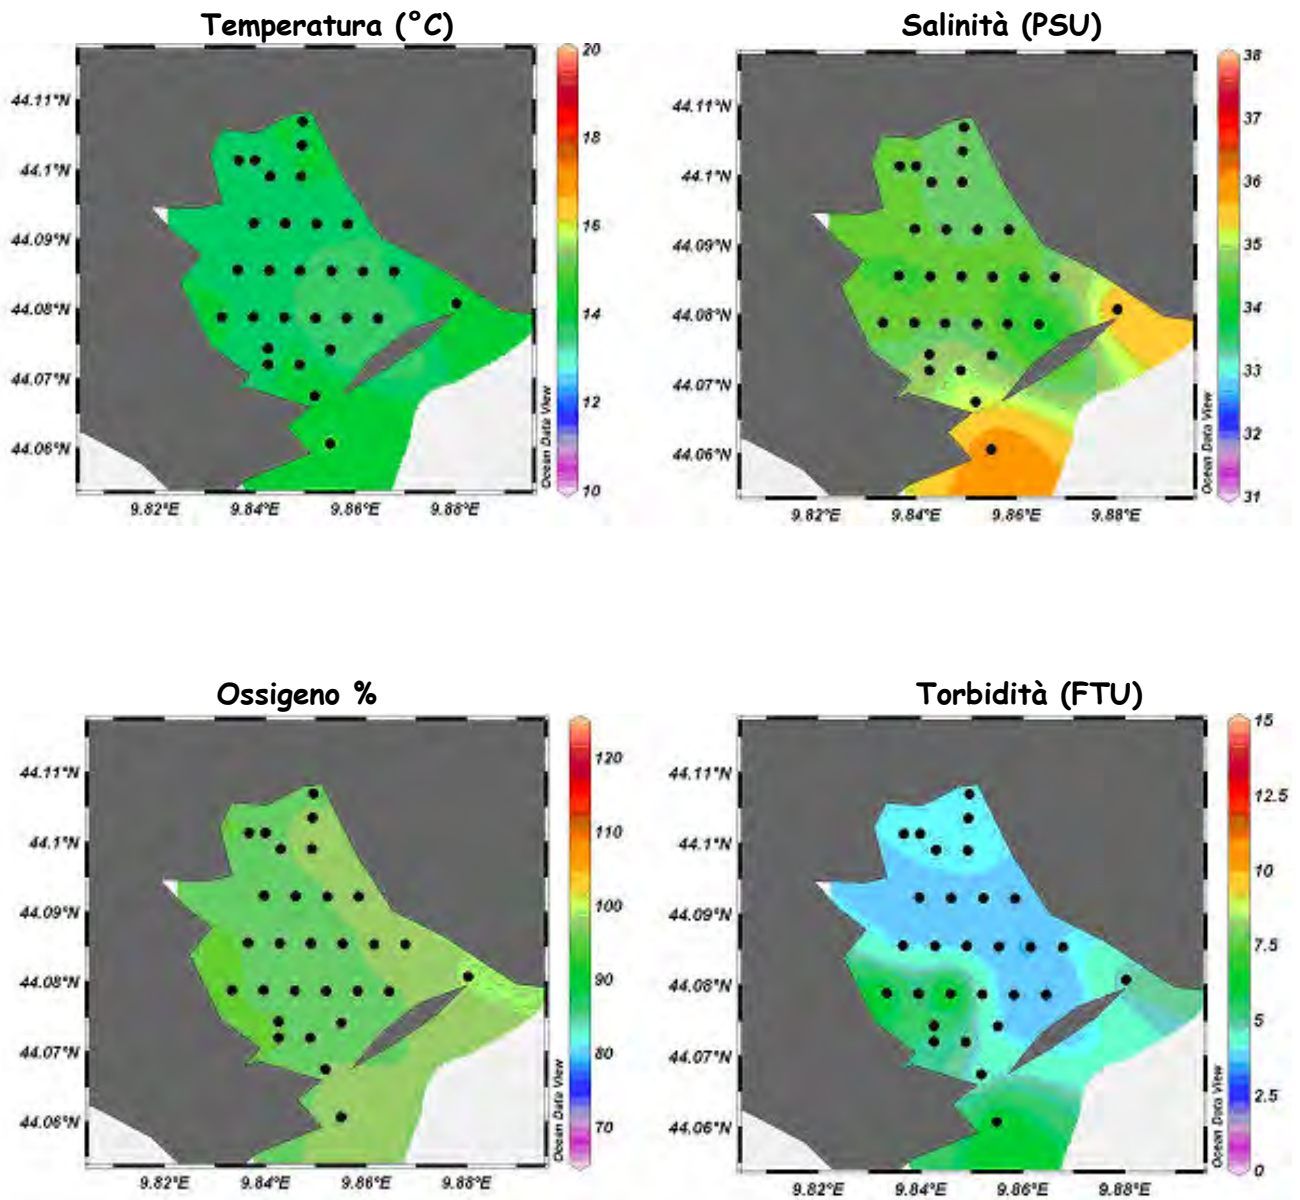 Temperatura (°C)
44.11°N
44.1°N
44.09°N
44.08°N
44.07°N
44.06°N
9.82°E 9.84°E 9.86°E 9.88°E
Ocean Data View
20
18
16
14
12
10
Salinità (PSU)
44.11°N
44.1°N
44.09°N
44.08°N
44.07°N
44.06°N
9.82°E 9.84°E 9.86°E 9.88°E
Ocean Data View
38
37
36
35
34
33
32
31
Ossigeno %
44.11°N
44.1°N
44.09°N
44.08°N
44.07°N
44.06°N
9.82°E 9.84°E 9.86°E 9.88°E
Ocean Data View
120
110
100
90
80
70
Torbidità (FTU)
44.11°N
44.1°N
44.09°N
44.08°N
44.07°N
44.06°N
9.82°E 9.84°E 9.86°E 9.88°E
Ocean Data View
15
12.5
10
7.5
5
2.5
0